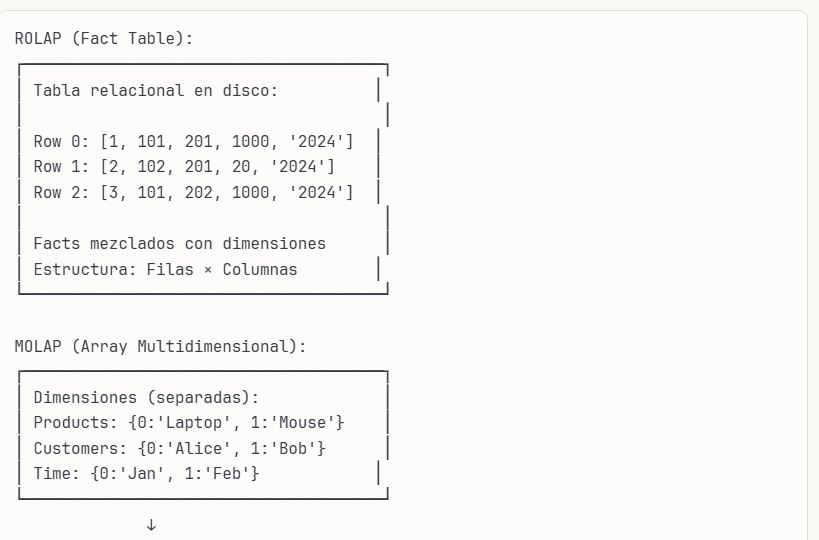 ROLAP (Fact Table):
Tabla relacional en disco:
Row 0: [1, 101, 201, 1000, '2024']
Row 1: [2, 102, 201, 20, '2024']
Row 2: [3, 101, 202, 1000, '2024']
Facts mezclados con dimensiones
Estructura: Filas × Columnas
MOLAP (Array Multidimensional):
Dimensiones (separadas):
Products: {0:'Laptop', 1:'Mouse'}
Customers: {0:'Alice', 1:'Bob'}
Time: {0:'Jan', 1:'Feb'}
↓